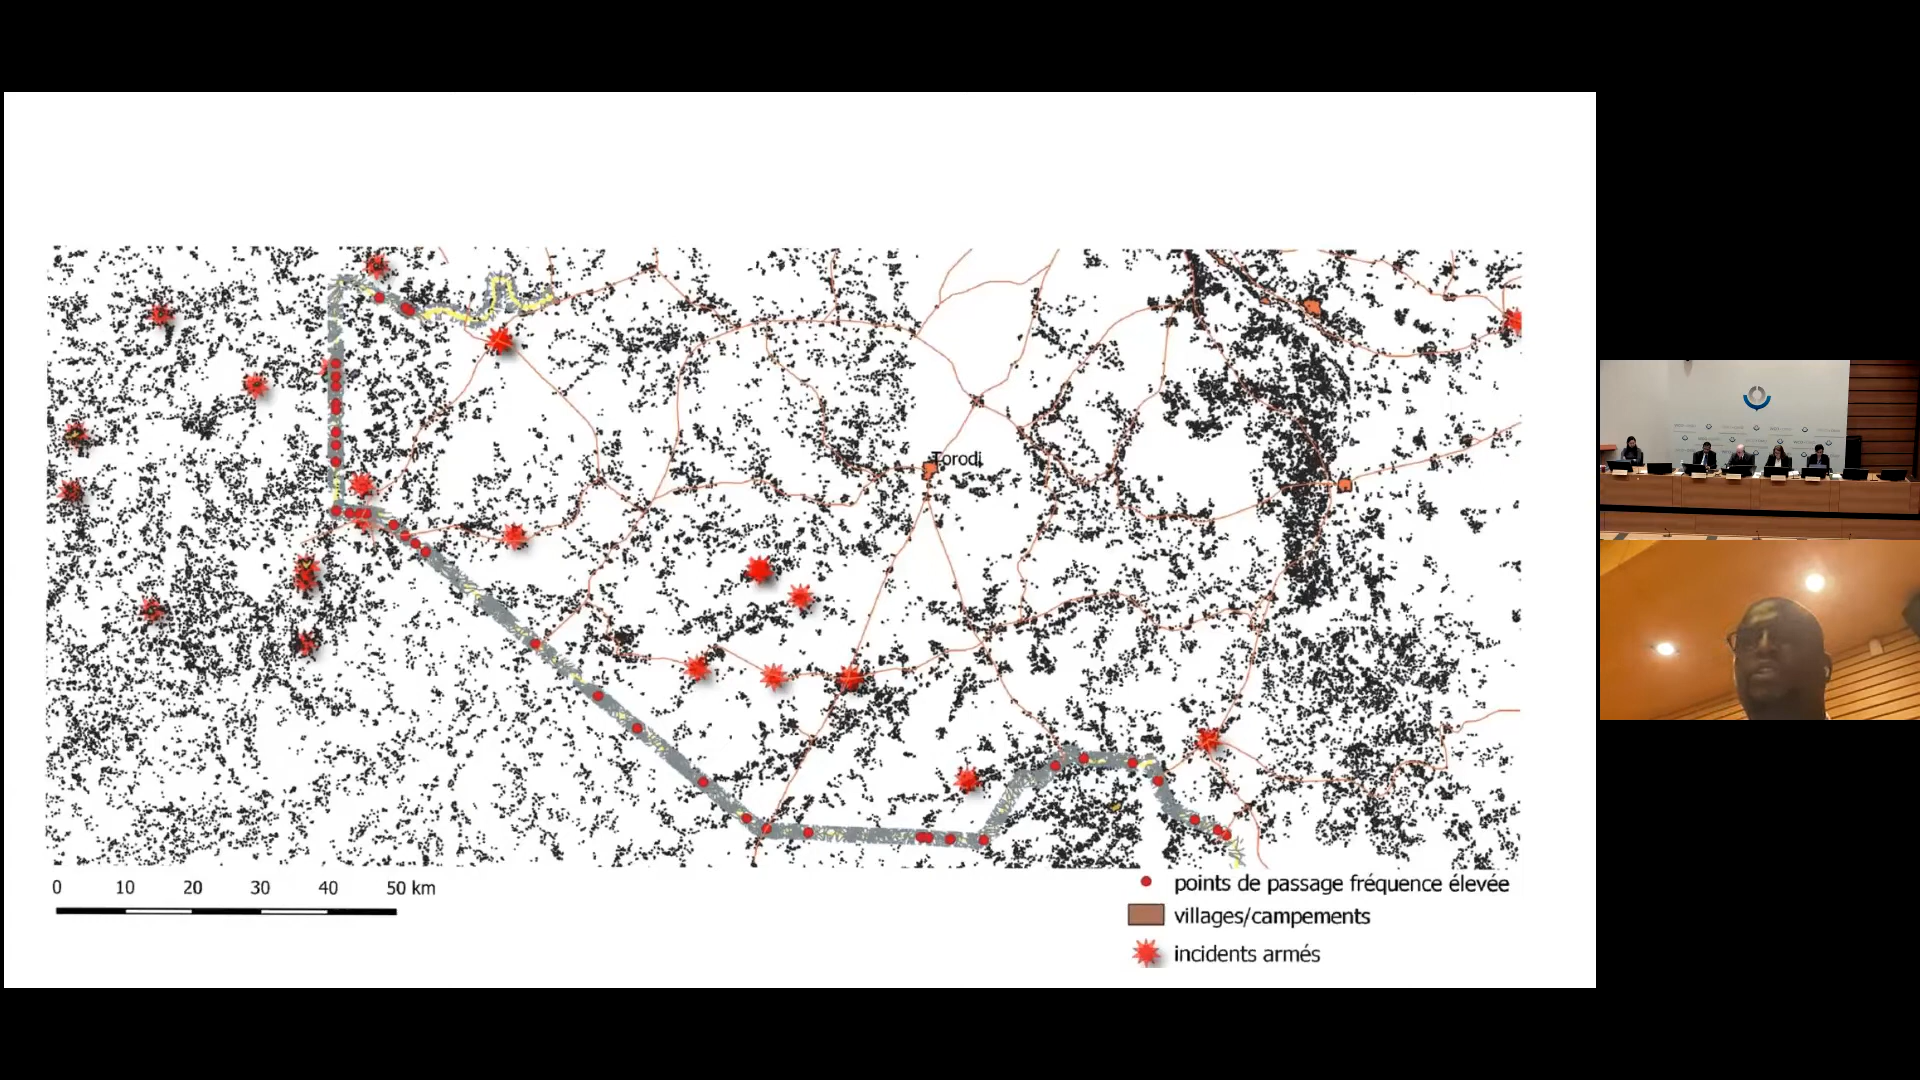 Torodi
0 10 20 30 40 50 km
points de passage fréquence élevée
villages/campements
incidents armés